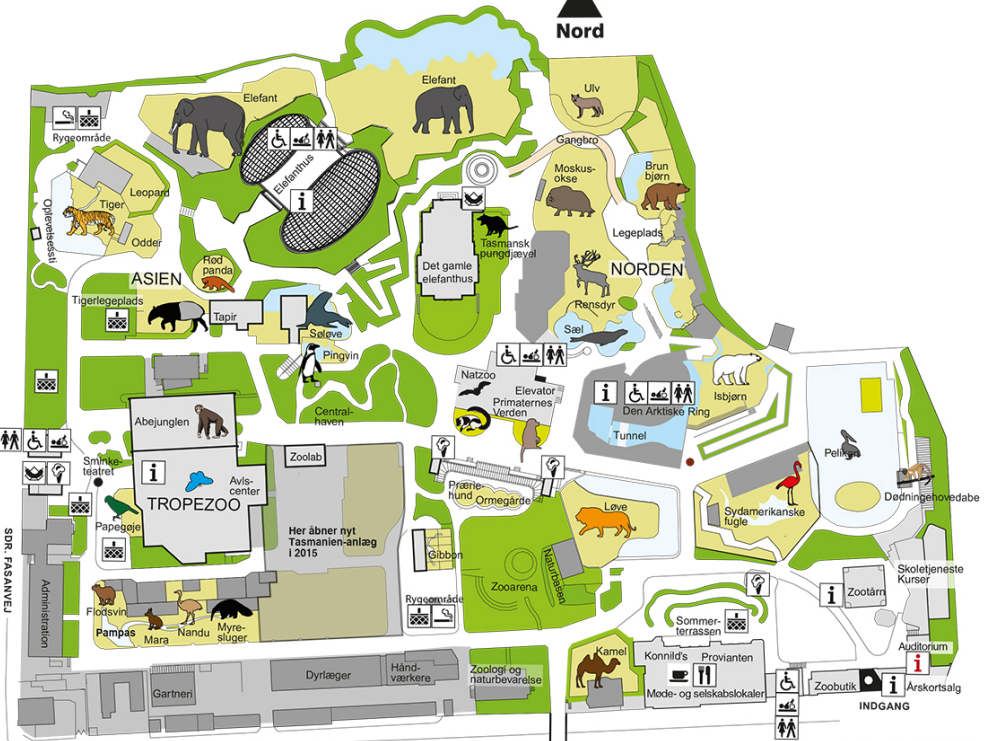 Nord
Elefant
Elefant
Ulv
Rygeområde
Gangbro
Elefanthus
i
Moskus-
okse
Brun
bjørn
Leopard
Tiger
Oplevelsessti
Odder
Legeplads
Tasmansk
pungdjævel
Det gamle
elefanthus
Rød
panda
ASIEN
NORDEN
Tigerlegeplads
Tapir
Rensdyr
Søløve
Sæl
Pingvin
Natzoo
Elevator
Primaternes
Verden
i
Den Arktiske Ring
Isbjørn
Tunnel
Abejunglen
Central-
haven
Sminke-
teatret
i
Avls-
center
TROPEZOO
Zoolab
Pelikan
Dødningehovedabe
Prærie-
hund
Ormegårde
Løve
Sydamerikanske
fugle
Papegøje
Her åbner nyt
Tasmanien-anlæg
i 2015
SDR. FASANVEJ
Gibbon
Naturbasen
Zooarena
Skoletjeneste
Kurser
Administration
Flodsvin
Rygeområde
i
Zootårn
Pampas
Mara
Nandu
Myre-
sluger
Sommer-
terrassen
Auditorium
i
Kamel
Konnild's
Provianten
Møde- og selskabslokaler
Zoobutik
i
Årskortsalg
INDGANG
Gartneri
Dyrlæger
Hånd-
værkere
Zoologi og
naturbevarelse